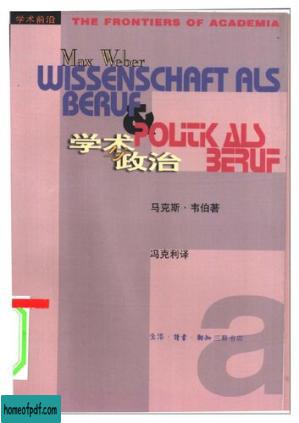 学术前沿 THE FRONTIERS OF ACADEMIA
Max Weber
WISSENSCHAFT ALS
BERUF &
POLITK ALS
BERUF
学术与政治
马克斯·韦伯著
冯克利译
a
生活·读书·新知三联书店
homeofpdf.com